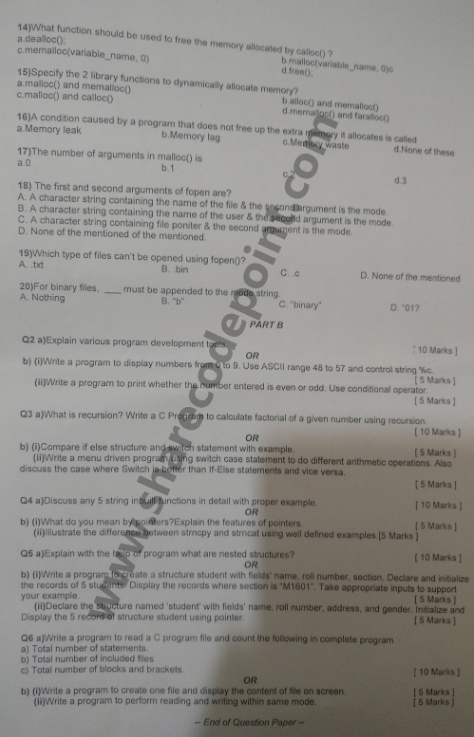 14)What function should be used to free the memory allocated by calloc() ?
a.dealloc();
b.malloc(variable_name, 0)c
c.memalloc(variable_name, 0)
d.free();
15)Specify the 2 library functions to dynamically allocate memory?
a.malloc() and memalloc()
b.alloc() and memalloc()
c.malloc() and calloc()
d.memalloc() and faralloc()
16)A condition caused by a program that does not free up the extra memory it allocates is called
a.Memory leak b.Memory lag c.Memory waste d.None of these
17)The number of arguments in malloc() is
a.0 b.1 c.2 d.3
18) The first and second arguments of fopen are?
A. A character string containing the name of the file & the second argument is the mode.
B. A character string containing the name of the user & the second argument is the mode.
C. A character string containing file poniter & the second argument is the mode.
D. None of the mentioned of the mentioned.
19)Which type of files can't be opened using fopen()?
A. .txt B. .bin C. .c D. None of the mentioned
20)For binary files, ____ must be appended to the mode string.
A. Nothing B. "b" C. "binary" D. "01?
PART B
Q2 a)Explain various program development tools. [ 10 Marks ]
OR
b) (i)Write a program to display numbers from 0 to 9. Use ASCII range 48 to 57 and control string %c.
[ 5 Marks ]
(ii)Write a program to print whether the number entered is even or odd. Use conditional operator.
[ 5 Marks ]
Q3 a)What is recursion? Write a C Program to calculate factorial of a given number using recursion.
[ 10 Marks ]
OR
b) (i)Compare if else structure and switch statement with example. [ 5 Marks ]
(ii)Write a menu driven program using switch case statement to do different arithmetic operations. Also
discuss the case where Switch is better than If-Else statements and vice versa.
[ 5 Marks ]
Q4 a)Discuss any 5 string inbuilt functions in detail with proper example. [ 10 Marks ]
OR
b) (i)What do you mean by pointers?Explain the features of pointers. [ 5 Marks ]
(ii)Illustrate the difference between strncpy and strncat using well defined examples.[5 Marks ]
Q5 a)Explain with the help of program what are nested structures? [ 10 Marks ]
OR
b) (i)Write a program to create a structure student with fields' name, roll number, section. Declare and initialize
the records of 5 students. Display the records where section is "M1601". Take appropriate inputs to support
your example. [ 5 Marks ]
(ii)Declare the structure named 'student' with fields' name, roll number, address, and gender. Initialize and
Display the 5 record of structure student using pointer. [ 5 Marks ]
Q6 a)Write a program to read a C program file and count the following in complete program
a) Total number of statements.
b) Total number of included files
c) Total number of blocks and brackets. [ 10 Marks ]
OR
b) (i)Write a program to create one file and display the content of file on screen. [ 5 Marks ]
(ii)Write a program to perform reading and writing within same mode. [ 5 Marks ]
-- End of Question Paper --
www.sharecodepoint.com